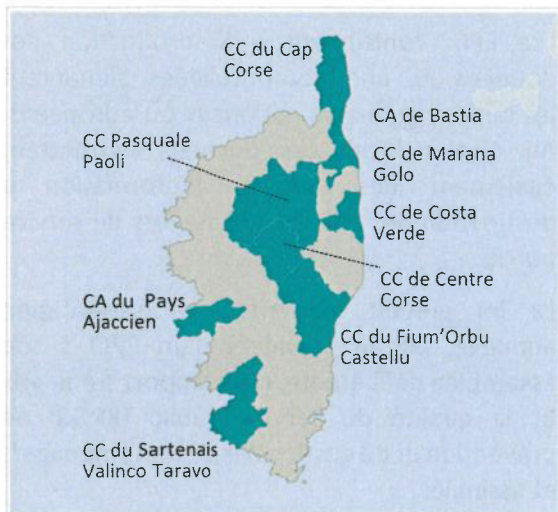 CC du Cap
Corse
CA de Bastia
CC Pasquale
Paoli
CC de Marana
Golo
CC de Costa
Verde
CC de Centre
Corse
CA du Pays
Ajaccien
CC du Fium'Orbu
Castellu
CC du Sartenais
Valinco Taravo